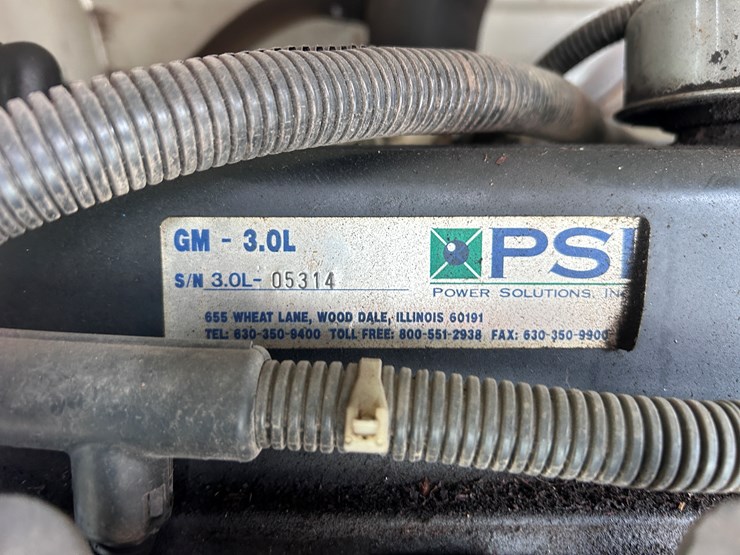 GM - 3.0L
S/N 3.0L- 05314
PSI
POWER SOLUTIONS, IN
655 WHEAT LANE, WOOD DALE, ILLINOIS 60191
TEL: 630-350-9400 TOLL FREE: 800-551-2938 FAX: 630-350-9900